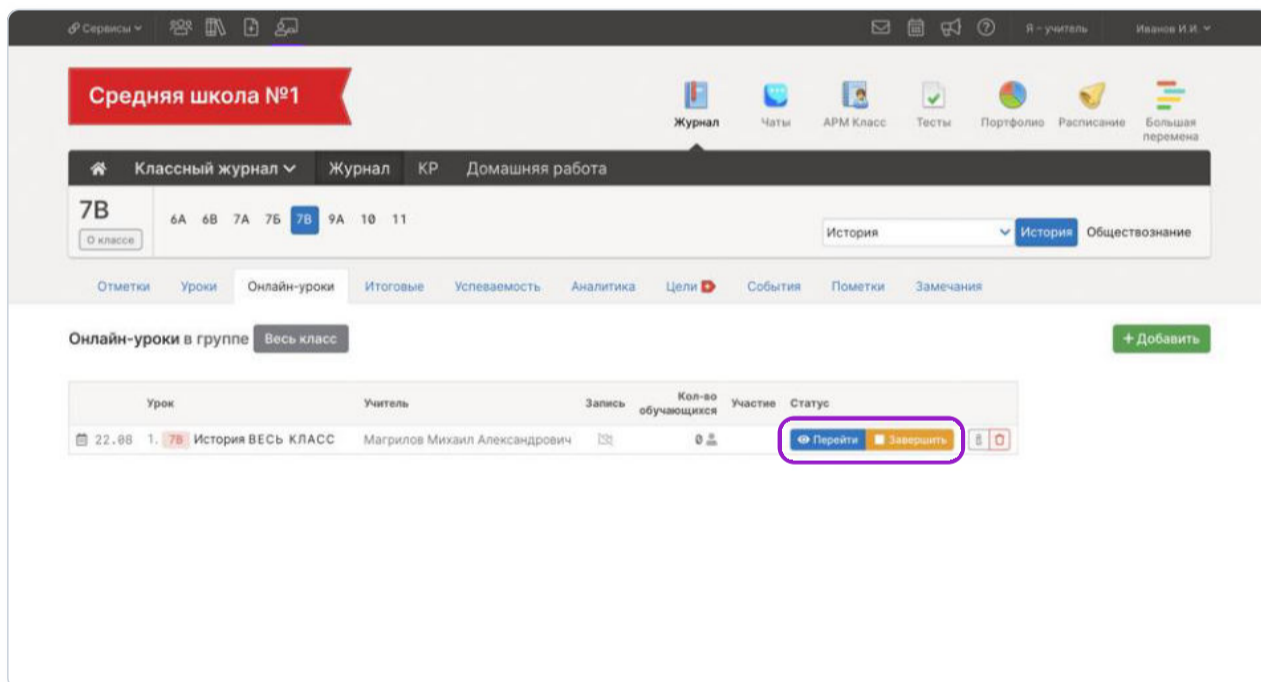 Сервисы
Я - учитель
Иванов И.И.
Средняя школа №1
Журнал Чаты АРМ Класс Тесты Портфолио Расписание Большая перемена
Классный журнал Журнал КР Домашняя работа
7В
О классе
6А 6В 7А 7Б 7В 9А 10 11
История История Обществознание
Отметки Уроки Онлайн-уроки Итоговые Успеваемость Аналитика Цели События Пометки Замечания
Онлайн-уроки в группе Весь класс
+ Добавить
Урок Учитель Запись Кол-во обучающихся Участие Статус
22.08 1. 7В История ВЕСЬ КЛАСС Магрилов Михаил Александрович 0 Перейти Завершить